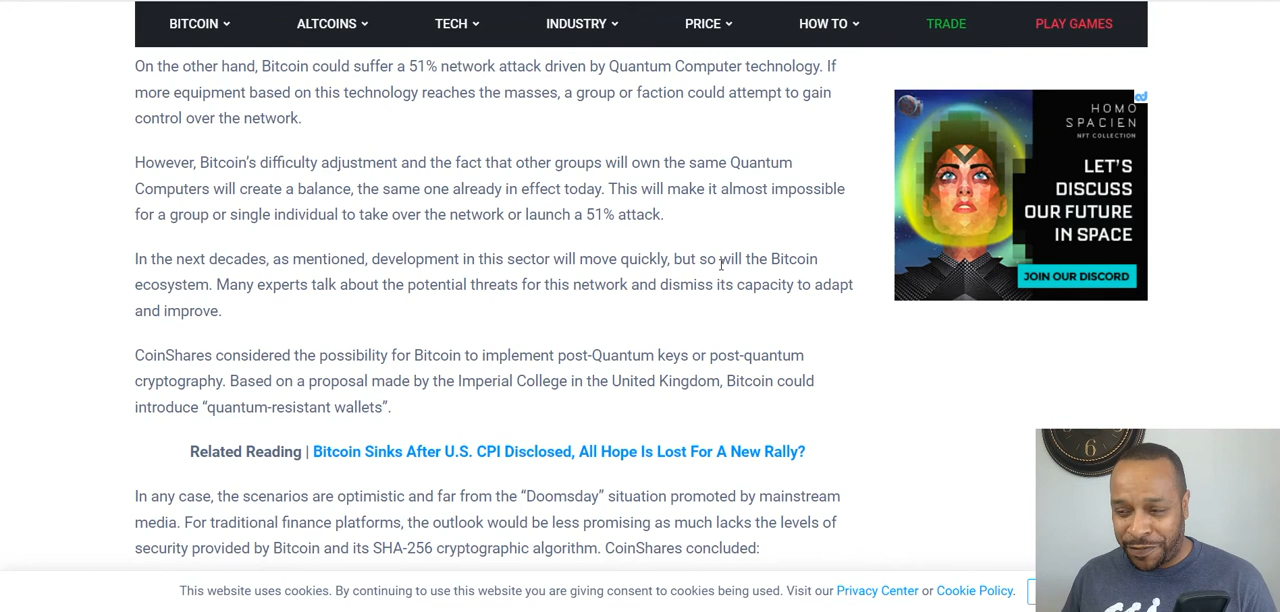 BITCOIN ALTCOINS TECH INDUSTRY PRICE HOW TO TRADE PLAY GAMES
On the other hand, Bitcoin could suffer a 51% network attack driven by Quantum Computer technology. If
more equipment based on this technology reaches the masses, a group or faction could attempt to gain
control over the network.
However, Bitcoin’s difficulty adjustment and the fact that other groups will own the same Quantum
Computers will create a balance, the same one already in effect today. This will make it almost impossible
for a group or single individual to take over the network or launch a 51% attack.
In the next decades, as mentioned, development in this sector will move quickly, but so will the Bitcoin
ecosystem. Many experts talk about the potential threats for this network and dismiss its capacity to adapt
and improve.
CoinShares considered the possibility for Bitcoin to implement post-Quantum keys or post-quantum
cryptography. Based on a proposal made by the Imperial College in the United Kingdom, Bitcoin could
introduce “quantum-resistant wallets”.
Related Reading | Bitcoin Sinks After U.S. CPI Disclosed, All Hope Is Lost For A New Rally?
In any case, the scenarios are optimistic and far from the “Doomsday” situation promoted by mainstream
media. For traditional finance platforms, the outlook would be less promising as much lacks the levels of
security provided by Bitcoin and its SHA-256 cryptographic algorithm. CoinShares concluded:
HOMO
SPACIEN
NFT COLLECTION
LET'S
DISCUSS
OUR FUTURE
IN SPACE
JOIN OUR DISCORD
This website uses cookies. By continuing to use this website you are giving consent to cookies being used. Visit our Privacy Center or Cookie Policy.